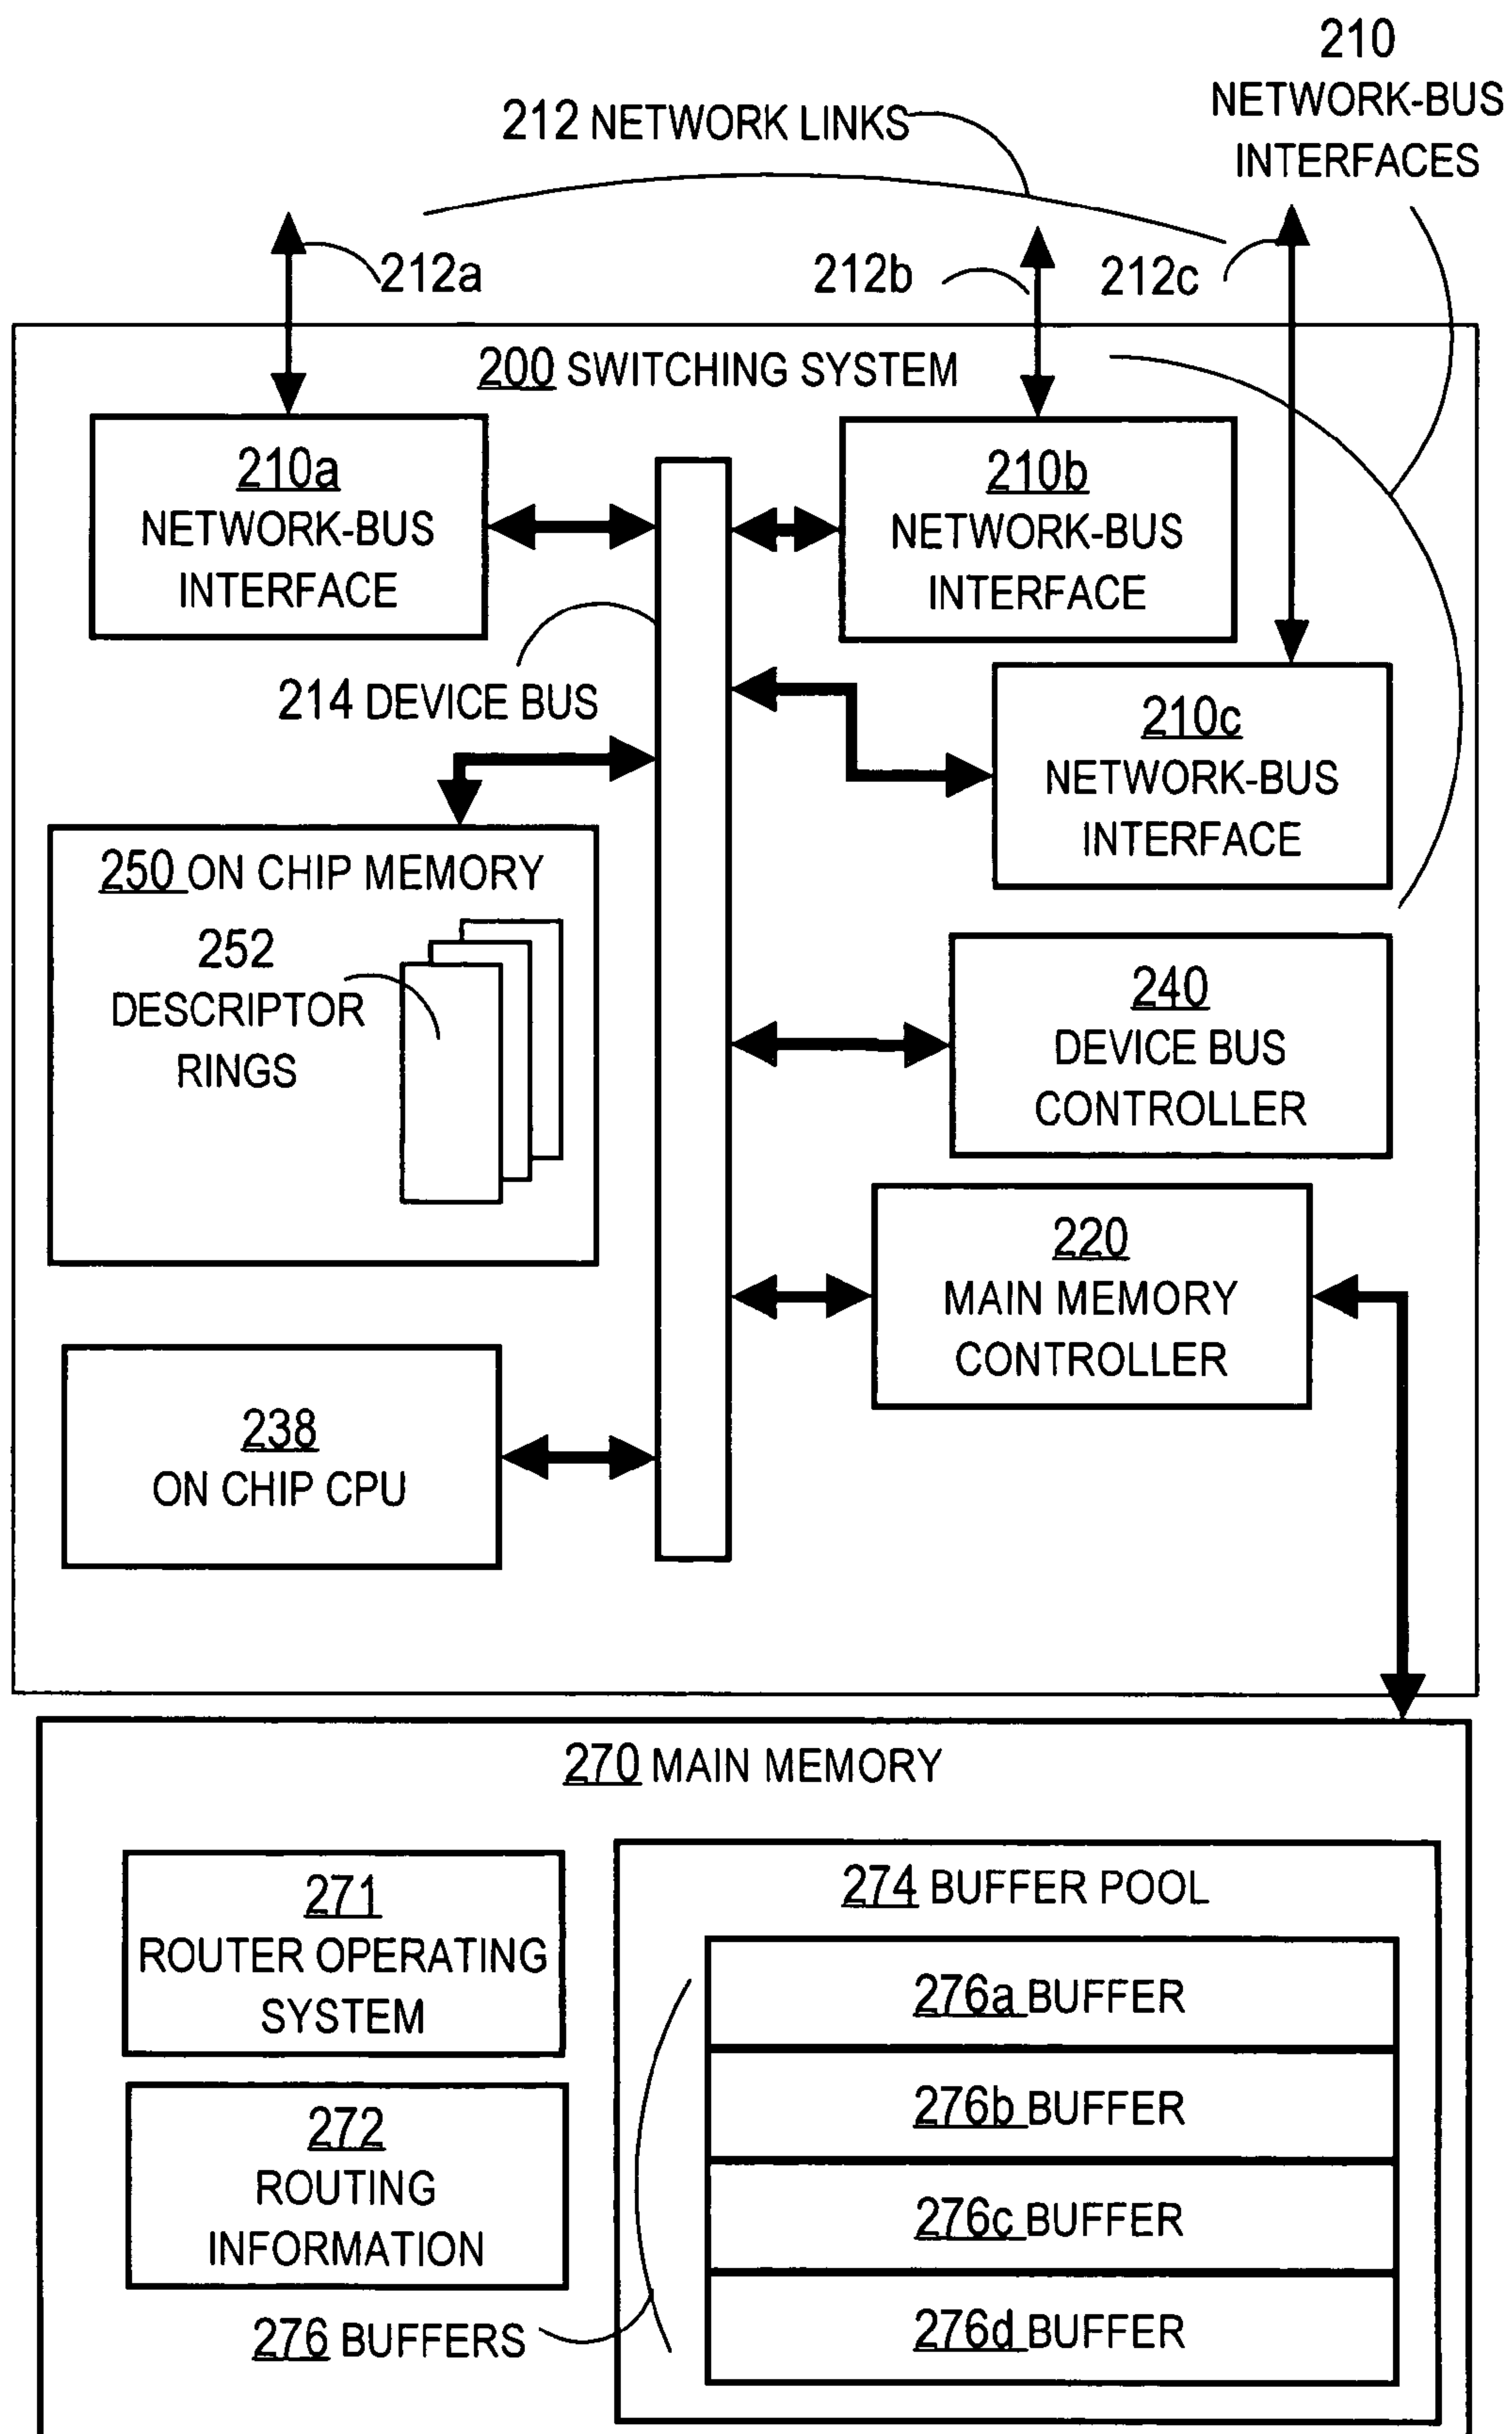 210
NETWORK-BUS
INTERFACES
212 NETWORK LINKS
212a
212b
212c
200 SWITCHING SYSTEM
210a
NETWORK-BUS
INTERFACE
210b
NETWORK-BUS
INTERFACE
214 DEVICE BUS
210c
NETWORK-BUS
INTERFACE
250 ON CHIP MEMORY
252
DESCRIPTOR
RINGS
240
DEVICE BUS
CONTROLLER
220
MAIN MEMORY
CONTROLLER
238
ON CHIP CPU
270 MAIN MEMORY
271
ROUTER OPERATING
SYSTEM
272
ROUTING
INFORMATION
276 BUFFERS
274 BUFFER POOL
276a BUFFER
276b BUFFER
276c BUFFER
276d BUFFER